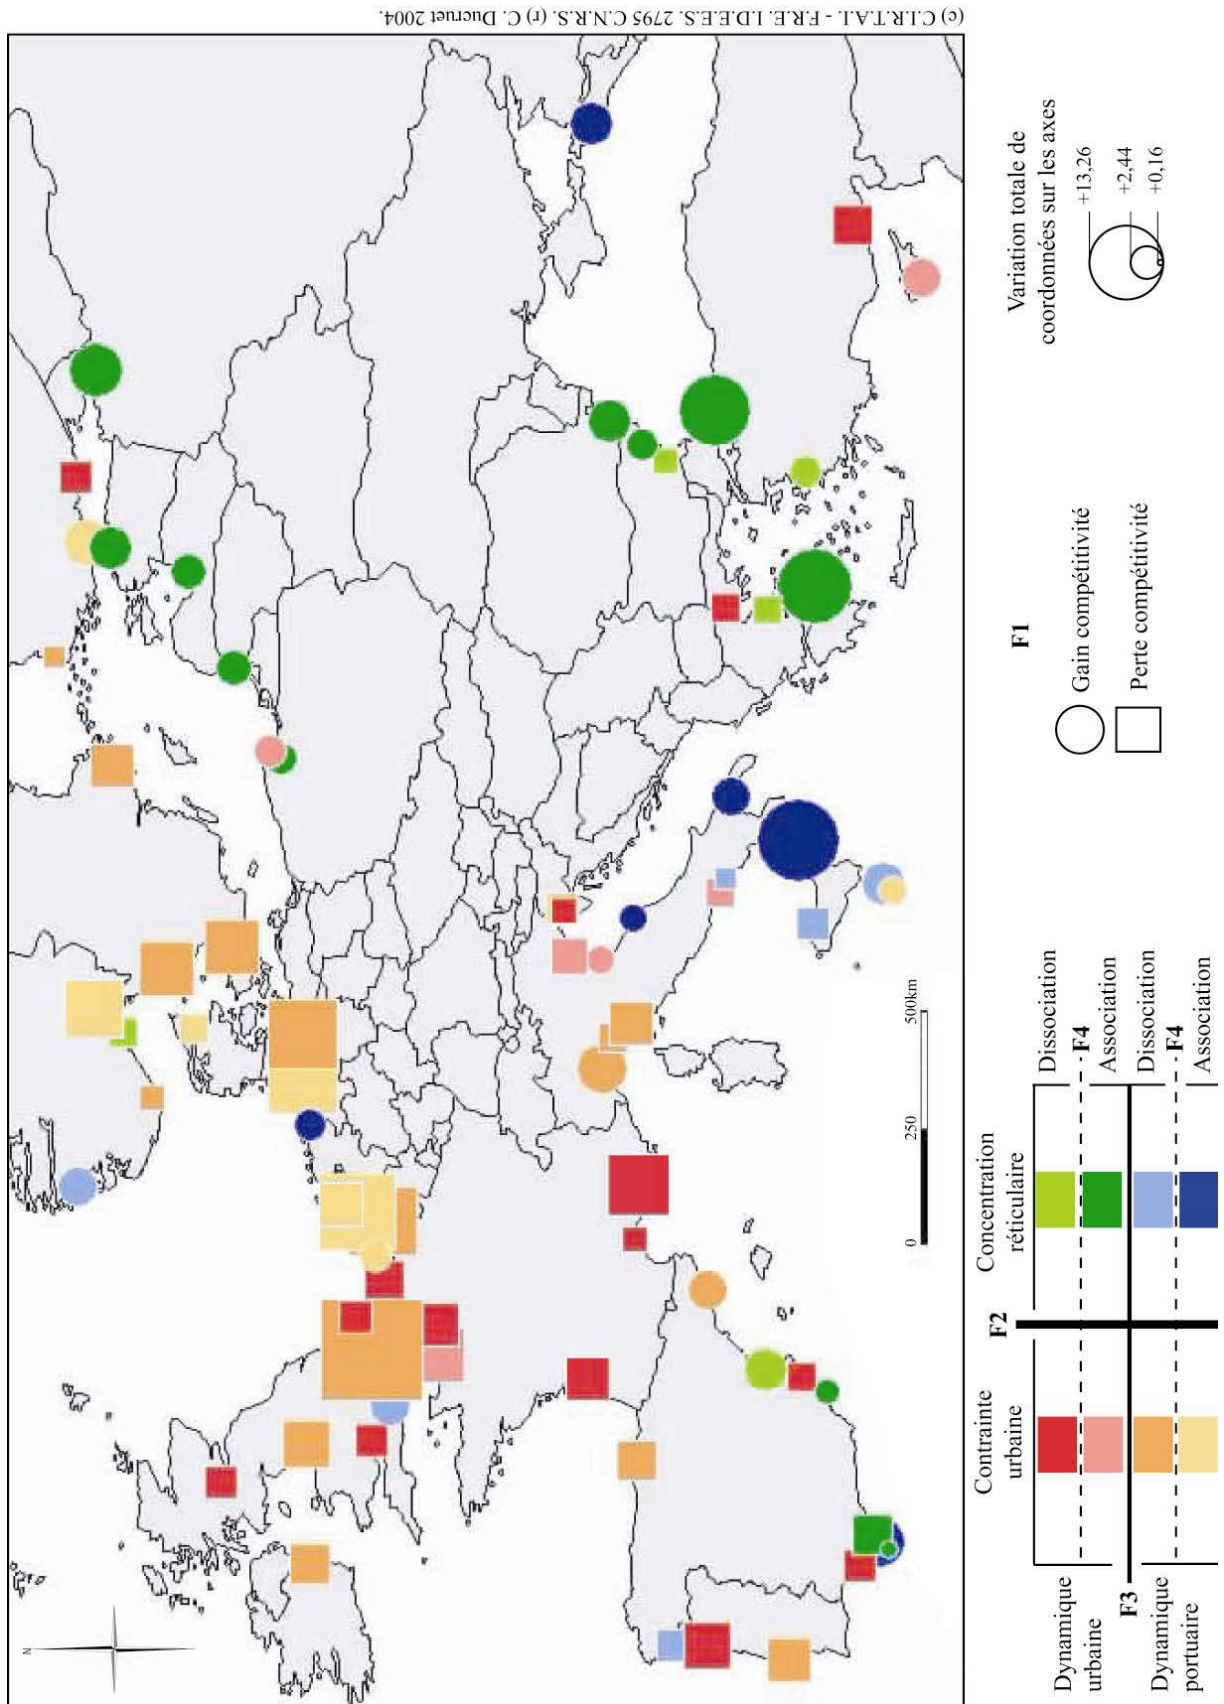 (c) C.I.R.T.A.I. - F.R.E. I.D.E.E.S. 2795 C.N.R.S. (r) C. Ducruet 2004.
N
0 250 500km
Contrainte
urbaine
F2
Concentration
réticulaire
Dynamique
urbaine
F3
Dynamique
portuaire
Dissociation
F4
Association
Dissociation
F4
Association
F1
Gain compétitivité
Perte compétitivité
Variation totale de
coordonnées sur les axes
+13,26
+2,44
+0,16